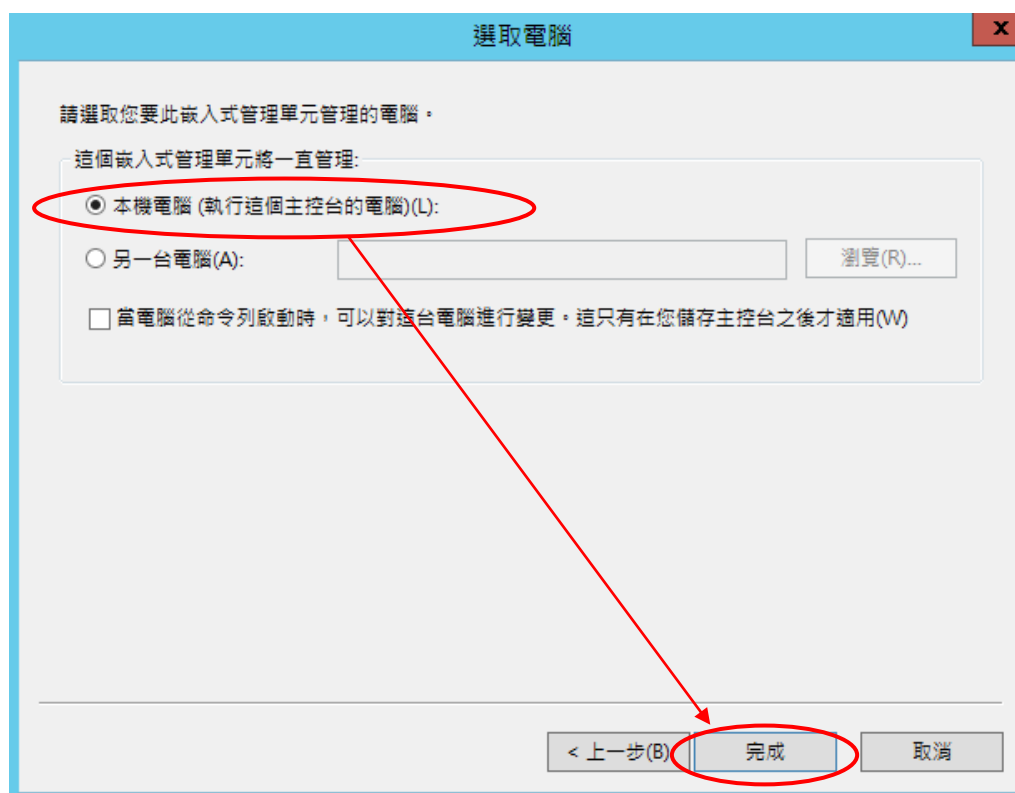 選取電腦
x
請選取您要此嵌入式管理單元管理的電腦。
這個嵌入式管理單元將一直管理:
本機電腦 (執行這個主控台的電腦)(L):
另一台電腦(A):
瀏覽(R)...
當電腦從命令列啟動時，可以對這台電腦進行變更。這只有在您儲存主控台之後才適用(W)
< 上一步(B) 完成 取消